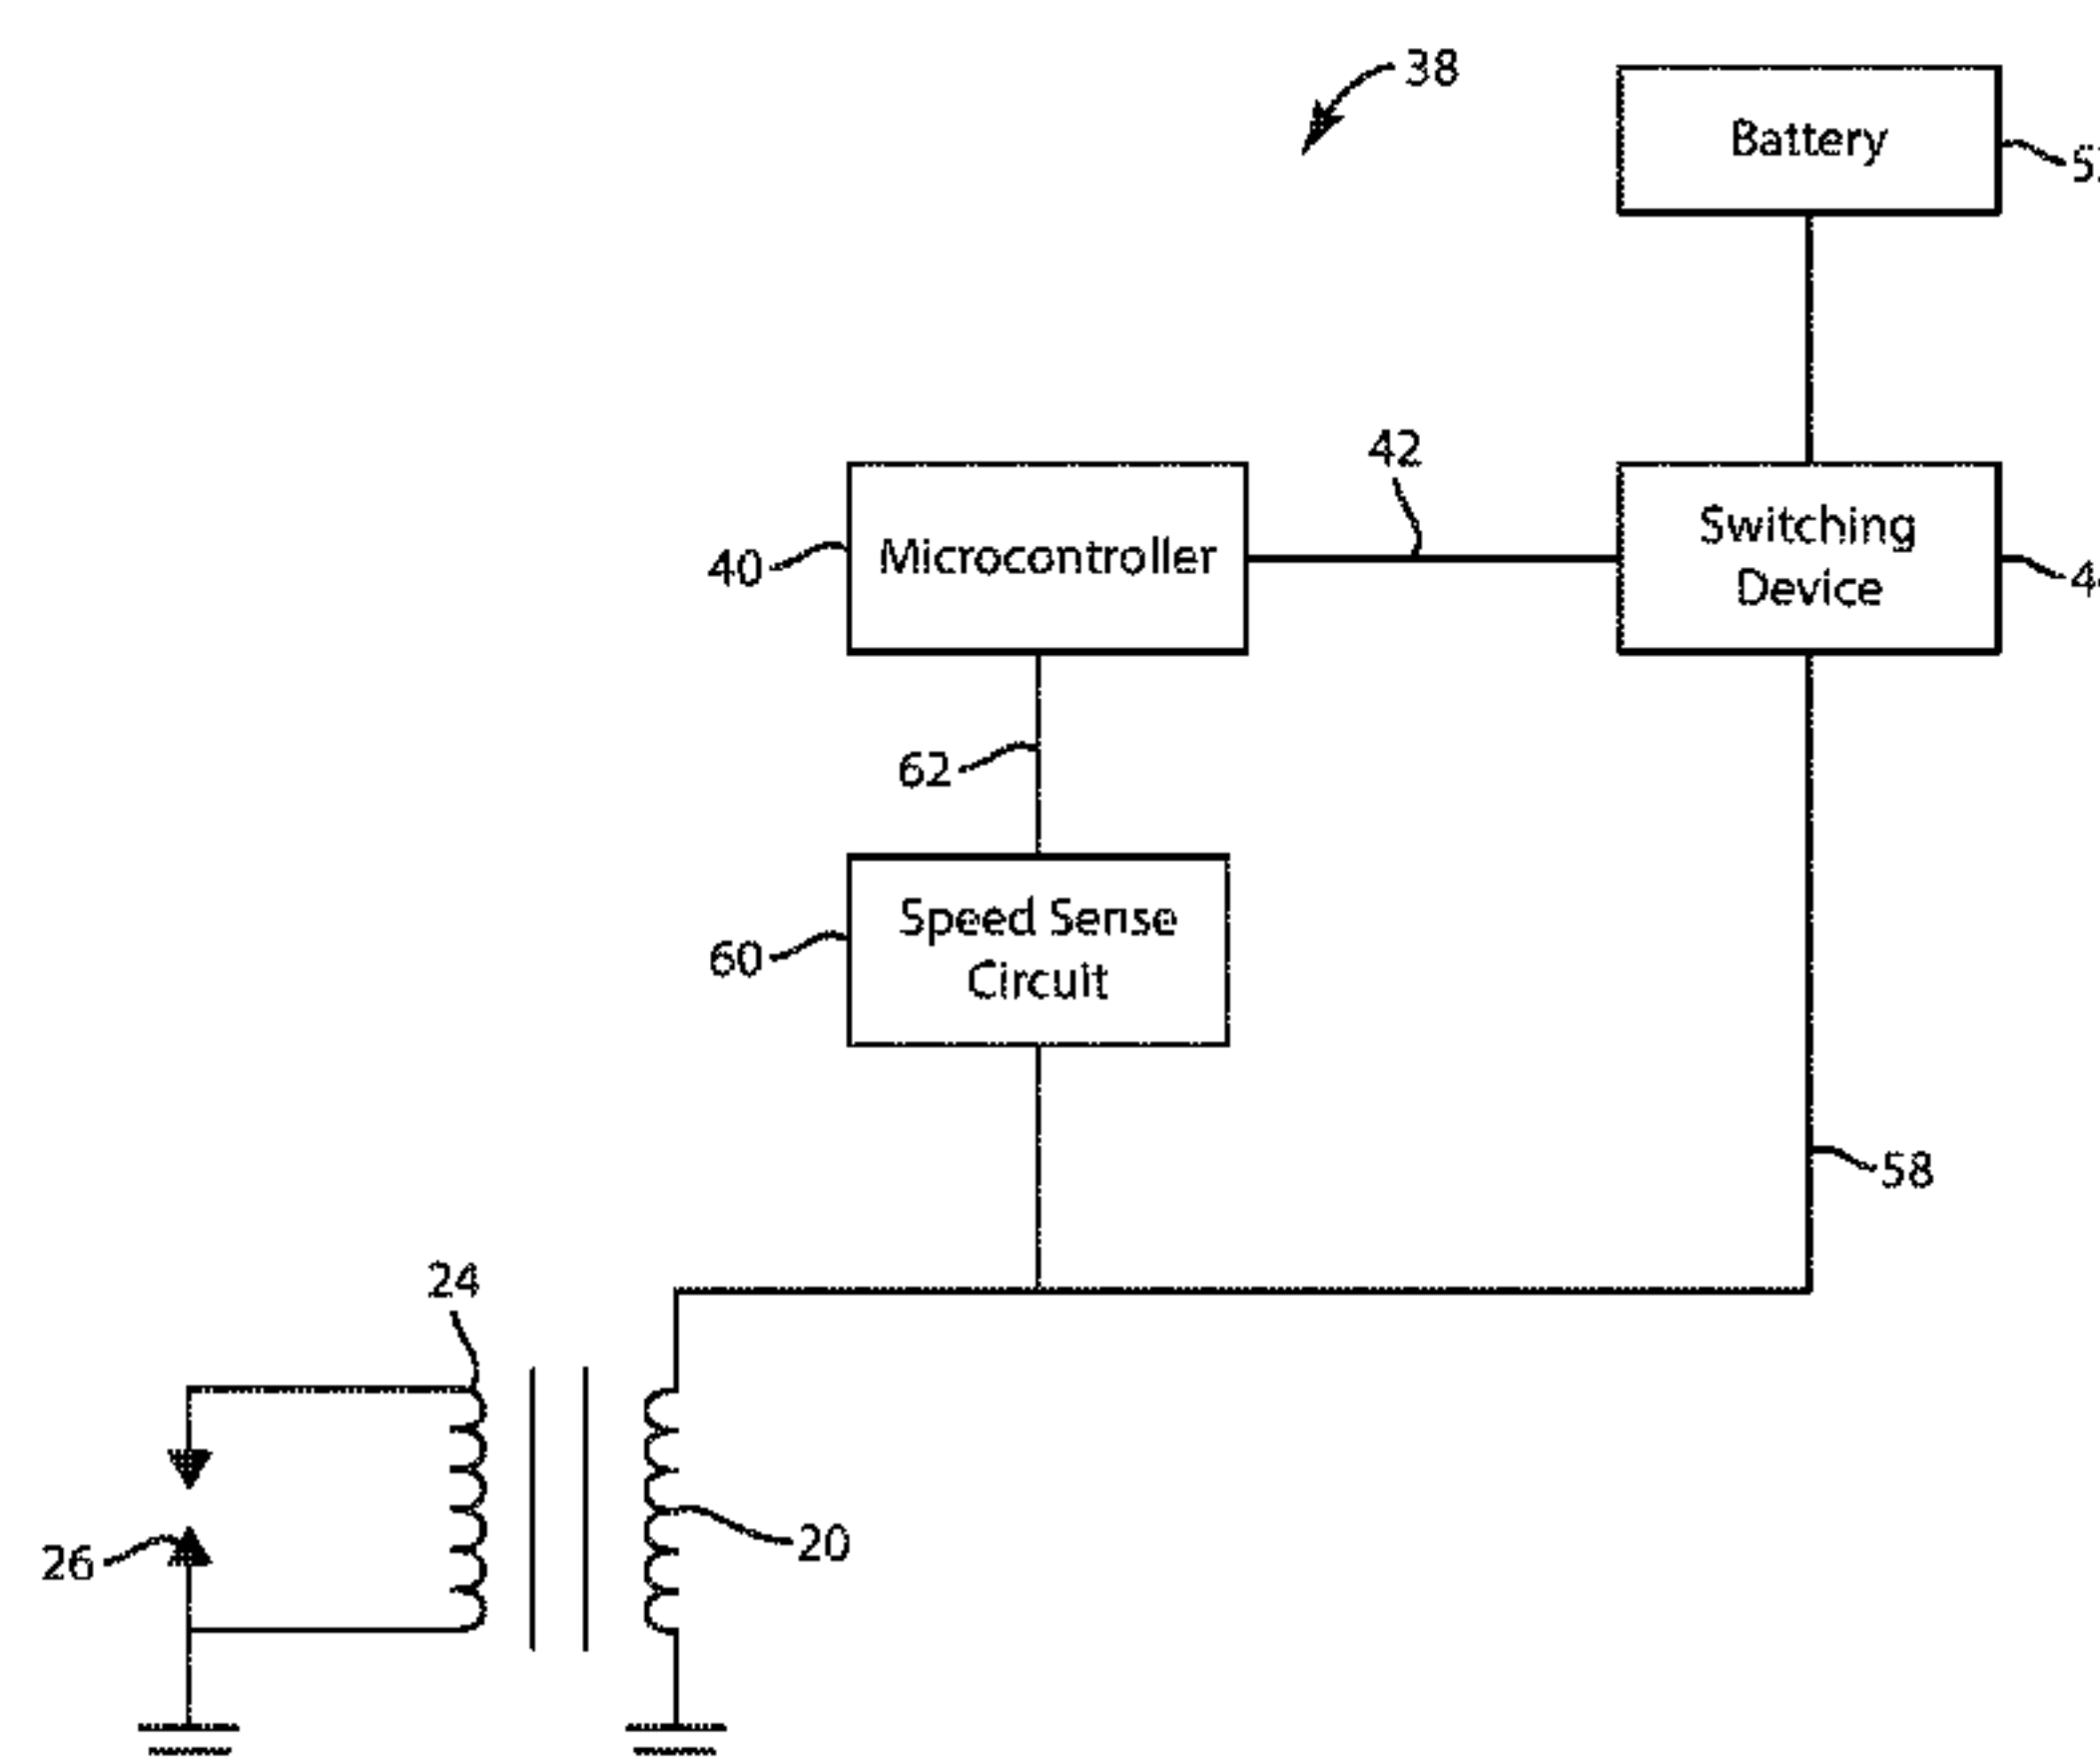 38
Battery
42
Switching
Device
40
Microcontroller
62
Speed Sense
Circuit
60
58
24
20
26